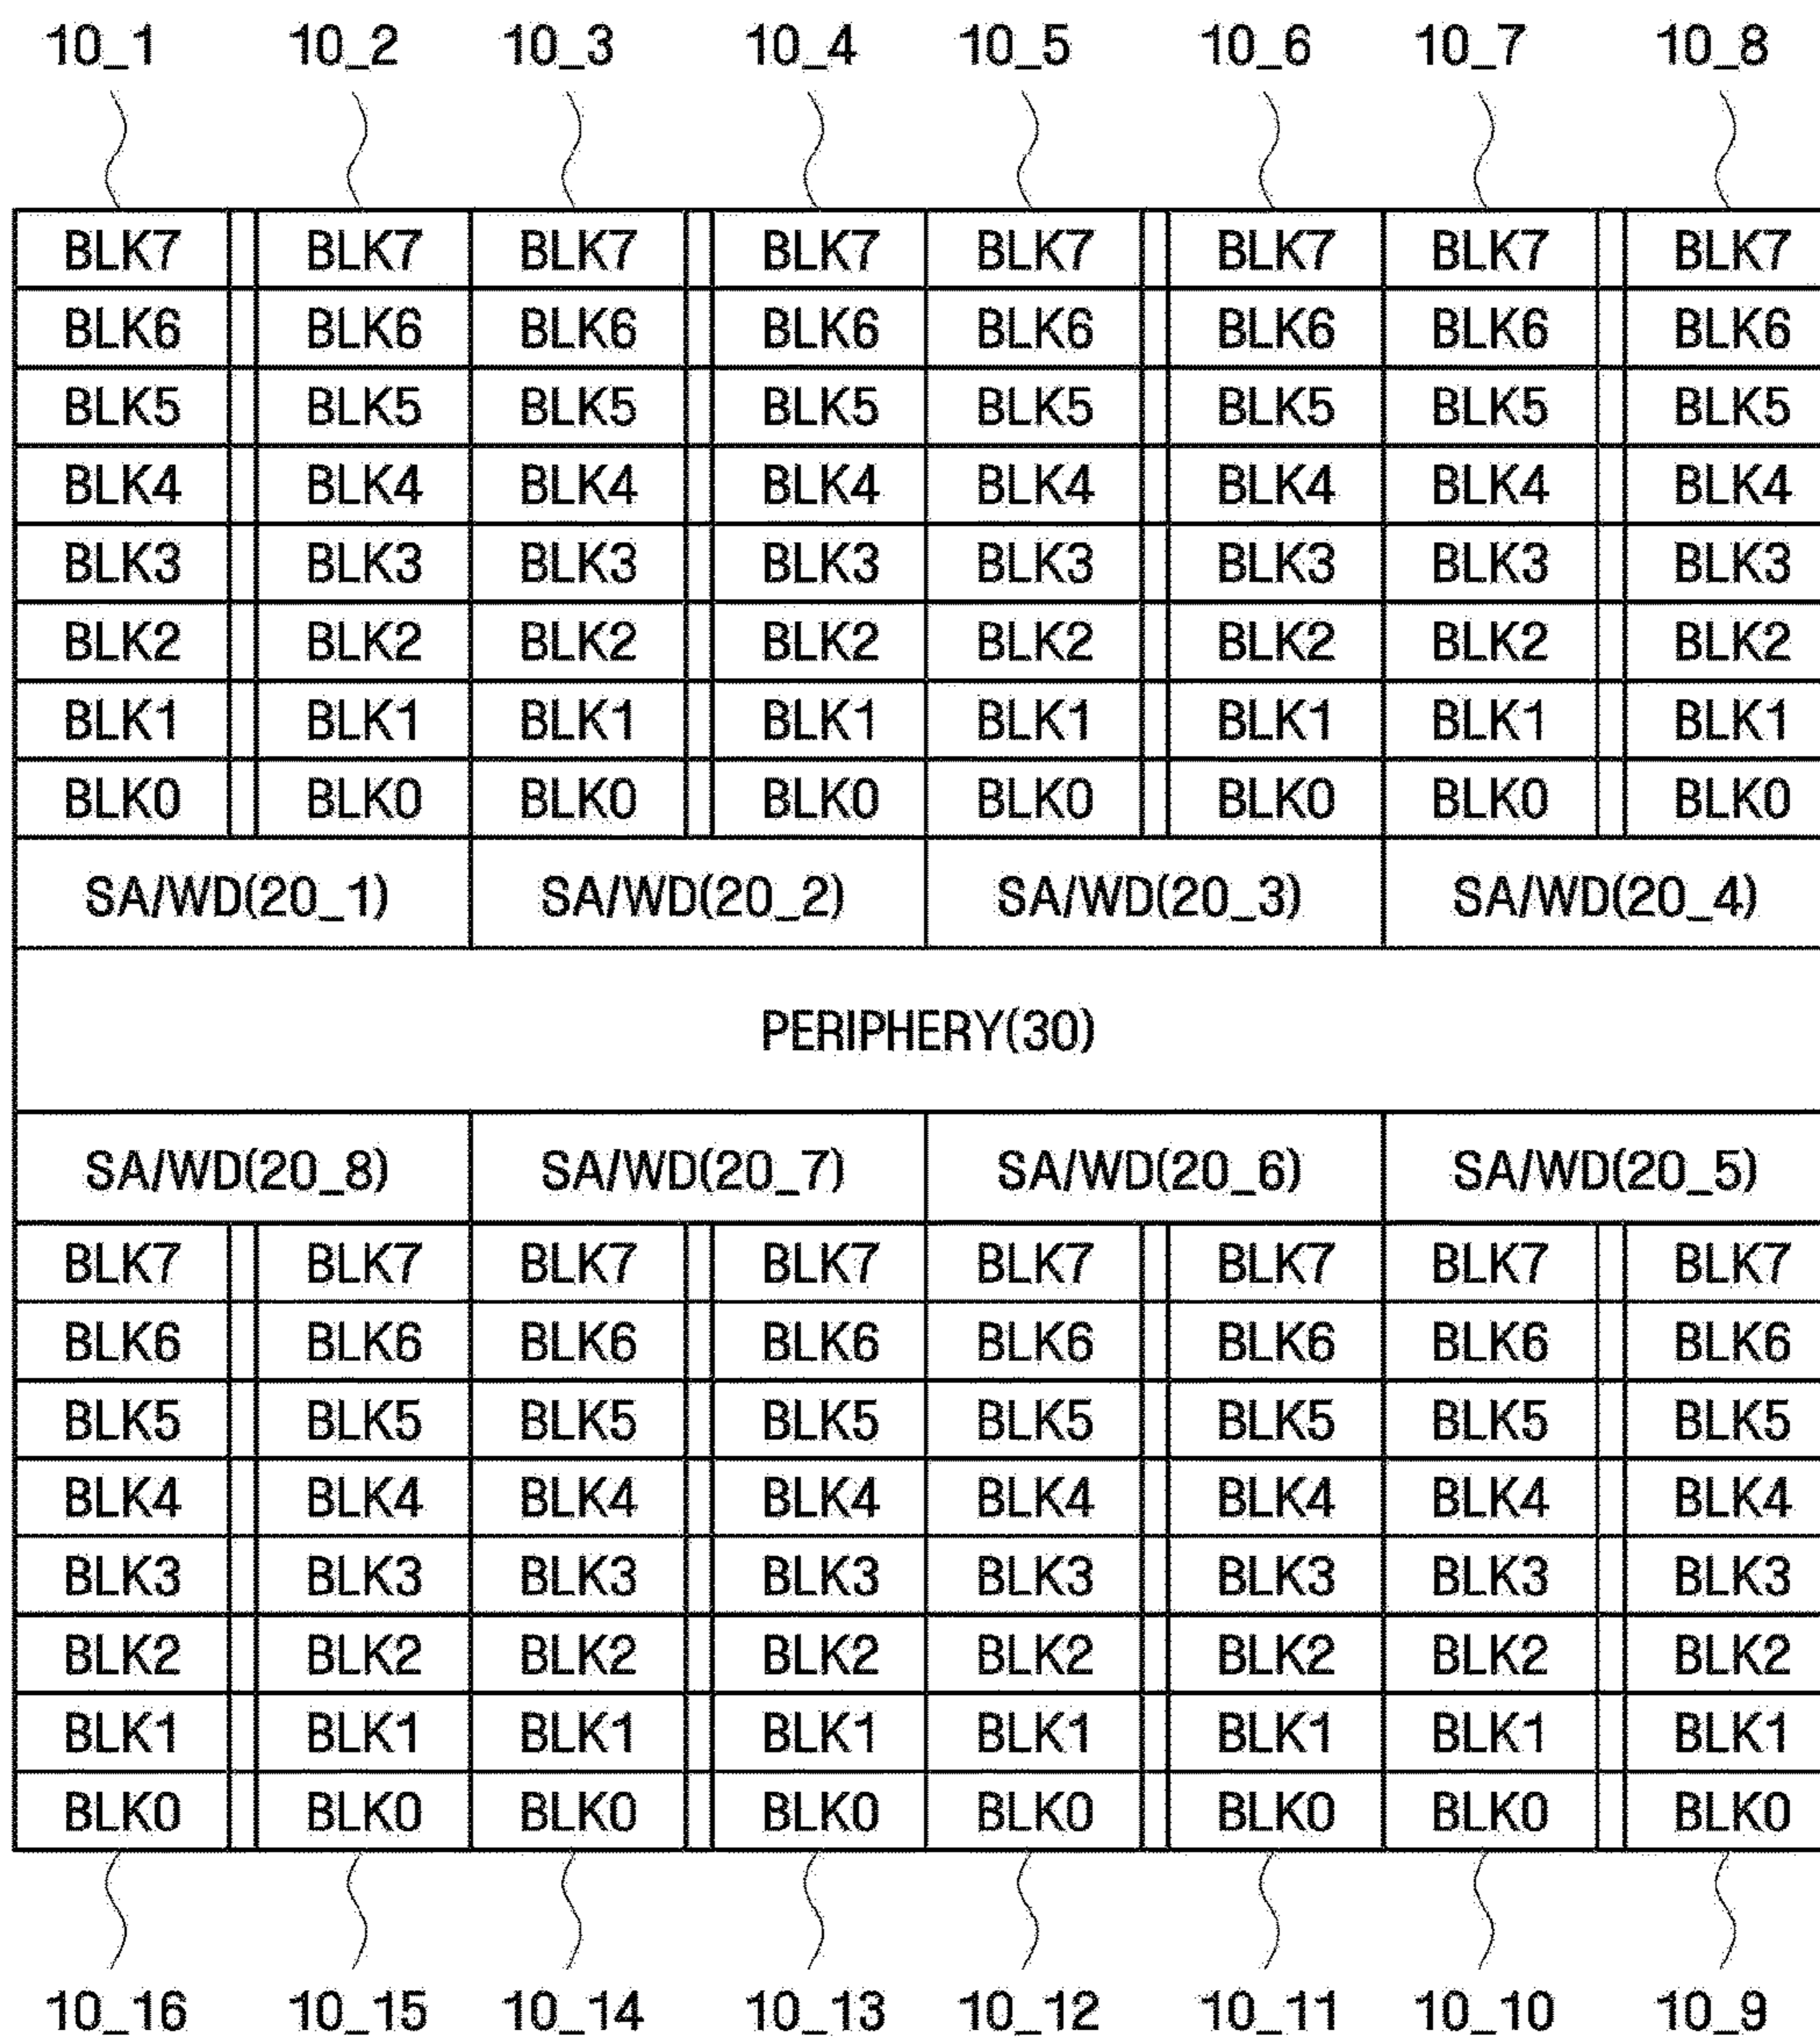 10_1 10_2 10_3 10_4 10_5 10_6 10_7 10_8
BLK7 BLK7 BLK7 BLK7 BLK7 BLK7 BLK7 BLK7
BLK6 BLK6 BLK6 BLK6 BLK6 BLK6 BLK6 BLK6
BLK5 BLK5 BLK5 BLK5 BLK5 BLK5 BLK5 BLK5
BLK4 BLK4 BLK4 BLK4 BLK4 BLK4 BLK4 BLK4
BLK3 BLK3 BLK3 BLK3 BLK3 BLK3 BLK3 BLK3
BLK2 BLK2 BLK2 BLK2 BLK2 BLK2 BLK2 BLK2
BLK1 BLK1 BLK1 BLK1 BLK1 BLK1 BLK1 BLK1
BLK0 BLK0 BLK0 BLK0 BLK0 BLK0 BLK0 BLK0
SA/WD(20_1) SA/WD(20_2) SA/WD(20_3) SA/WD(20_4)
PERIPHERY(30)
SA/WD(20_8) SA/WD(20_7) SA/WD(20_6) SA/WD(20_5)
BLK7 BLK7 BLK7 BLK7 BLK7 BLK7 BLK7 BLK7
BLK6 BLK6 BLK6 BLK6 BLK6 BLK6 BLK6 BLK6
BLK5 BLK5 BLK5 BLK5 BLK5 BLK5 BLK5 BLK5
BLK4 BLK4 BLK4 BLK4 BLK4 BLK4 BLK4 BLK4
BLK3 BLK3 BLK3 BLK3 BLK3 BLK3 BLK3 BLK3
BLK2 BLK2 BLK2 BLK2 BLK2 BLK2 BLK2 BLK2
BLK1 BLK1 BLK1 BLK1 BLK1 BLK1 BLK1 BLK1
BLK0 BLK0 BLK0 BLK0 BLK0 BLK0 BLK0 BLK0
10_16 10_15 10_14 10_13 10_12 10_11 10_10 10_9